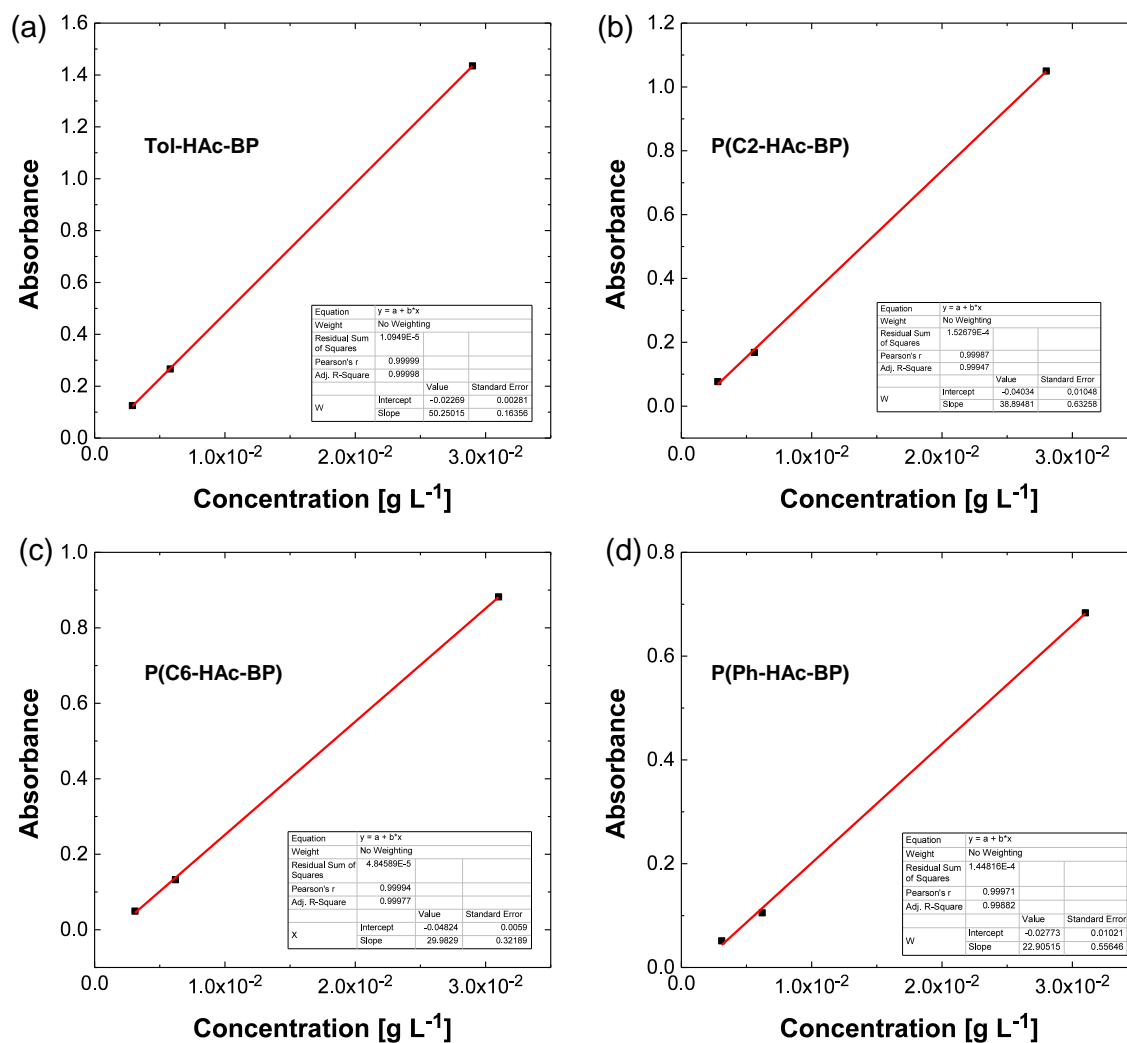 (a)
1.6
1.4
1.2
1.0
0.8
0.6
0.4
0.2
0.0
Absorbance
Tol-HAc-BP
Equation y = a + b*x
Weight No Weighting
Residual Sum of Squares 1.0949E-5
Pearson's r 0.99999
Adj. R-Square 0.99998
Value Standard Error
W Intercept -0.02269 0.00281
Slope 50.25015 0.16356
0.0 1.0x10⁻² 2.0x10⁻² 3.0x10⁻²
Concentration [g L⁻¹]
(b)
1.2
1.0
0.8
0.6
0.4
0.2
0.0
Absorbance
P(C2-HAc-BP)
Equation y = a + b*x
Weight No Weighting
Residual Sum of Squares 1.52679E-4
Pearson's r 0.99987
Adj. R-Square 0.99947
Value Standard Error
W Intercept -0.04034 0.01048
Slope 38.89481 0.63258
0.0 1.0x10⁻² 2.0x10⁻² 3.0x10⁻²
Concentration [g L⁻¹]
(c)
1.0
0.8
0.6
0.4
0.2
0.0
Absorbance
P(C6-HAc-BP)
Equation y = a + b*x
Weight No Weighting
Residual Sum of Squares 4.84589E-5
Pearson's r 0.99994
Adj. R-Square 0.99977
Value Standard Error
X Intercept -0.04824 0.0059
Slope 29.9829 0.32189
0.0 1.0x10⁻² 2.0x10⁻² 3.0x10⁻²
Concentration [g L⁻¹]
(d)
0.8
0.6
0.4
0.2
0.0
Absorbance
P(Ph-HAc-BP)
Equation y = a + b*x
Weight No Weighting
Residual Sum of Squares 1.44816E-4
Pearson's r 0.99971
Adj. R-Square 0.99882
Value Standard Error
W Intercept -0.02773 0.01021
Slope 22.90515 0.55646
0.0 1.0x10⁻² 2.0x10⁻² 3.0x10⁻²
Concentration [g L⁻¹]